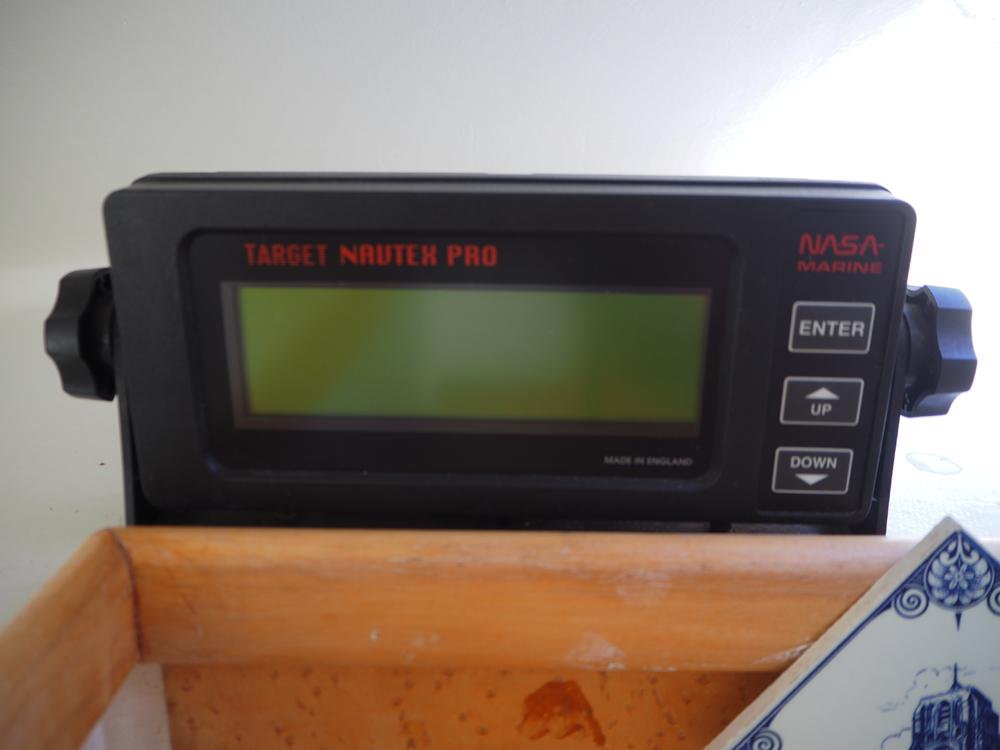 TARGET NAVTEX PRO
NASA
MARINE
ENTER
UP
DOWN
MADE IN ENGLAND